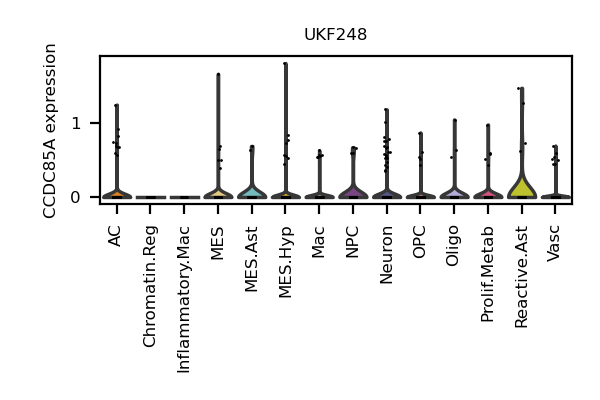 UKF248
CCDC85A expression
1
0
AC
Chromatin.Reg
Inflammatory.Mac
MES
MES.Ast
MES.Hyp
Mac
NPC
Neuron
OPC
Oligo
Prolif.Metab
Reactive.Ast
Vasc